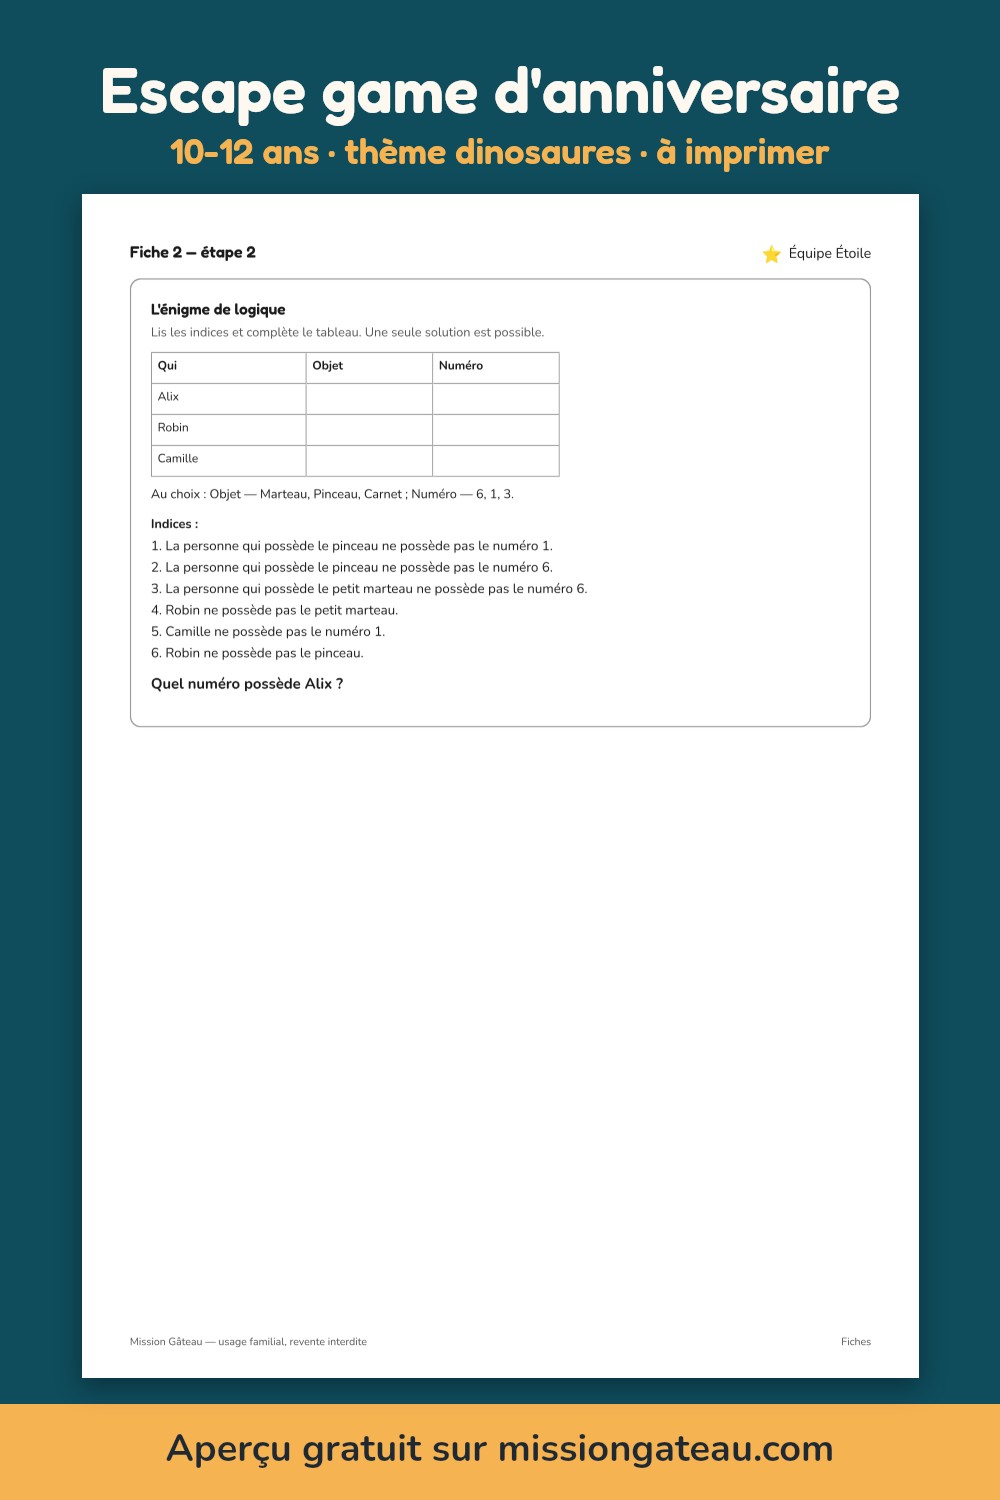 Escape game d'anniversaire
10-12 ans · thème dinosaures · à imprimer
Fiche 2 – étape 2
Équipe Étoile
L'énigme de logique
Lis les indices et complète le tableau. Une seule solution est possible.
Qui Objet Numéro
Alix
Robin
Camille
Au choix : Objet — Marteau, Pinceau, Carnet ; Numéro — 6, 1, 3.
Indices :
1. La personne qui possède le pinceau ne possède pas le numéro 1.
2. La personne qui possède le pinceau ne possède pas le numéro 6.
3. La personne qui possède le petit marteau ne possède pas le numéro 6.
4. Robin ne possède pas le petit marteau.
5. Camille ne possède pas le numéro 1.
6. Robin ne possède pas le pinceau.
Quel numéro possède Alix ?
Mission Gâteau — usage familial, revente interdite
Fiches
Aperçu gratuit sur missiongateau.com